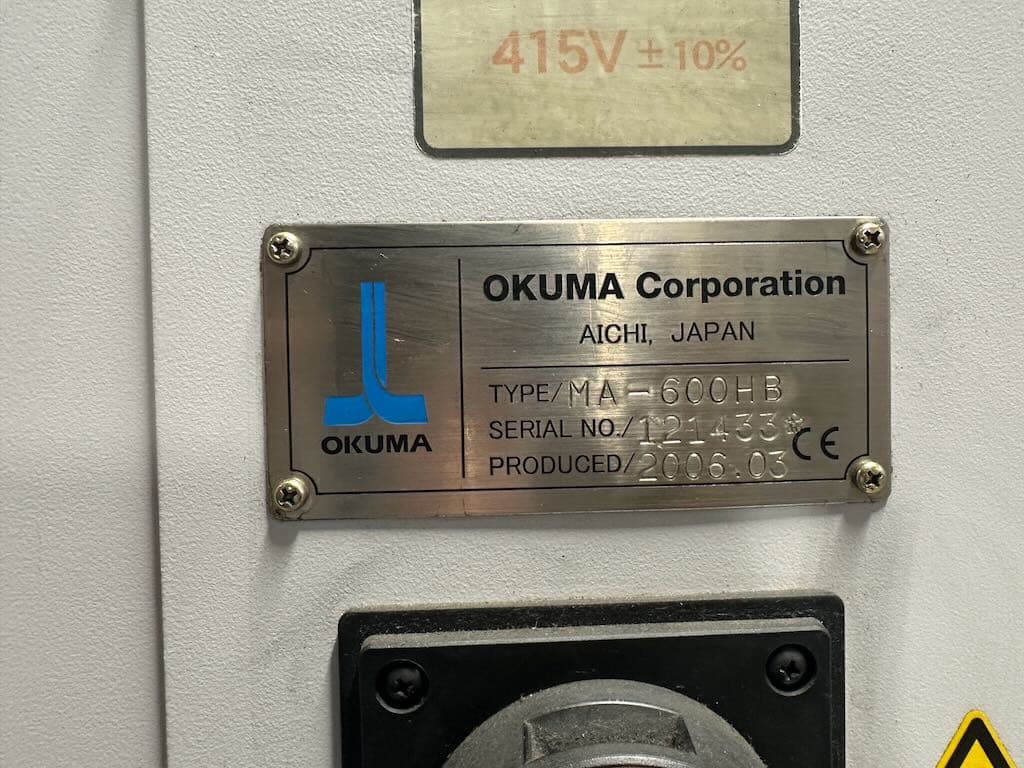 415V ± 10%
OKUMA Corporation
AICHI, JAPAN
TYPE/MA-600HB
SERIAL NO./121433*
PRODUCED/2006.03
CE
OKUMA